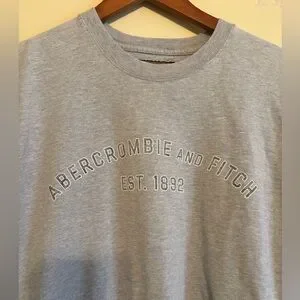 ABERCROMBIE AND FITCH
EST. 1892